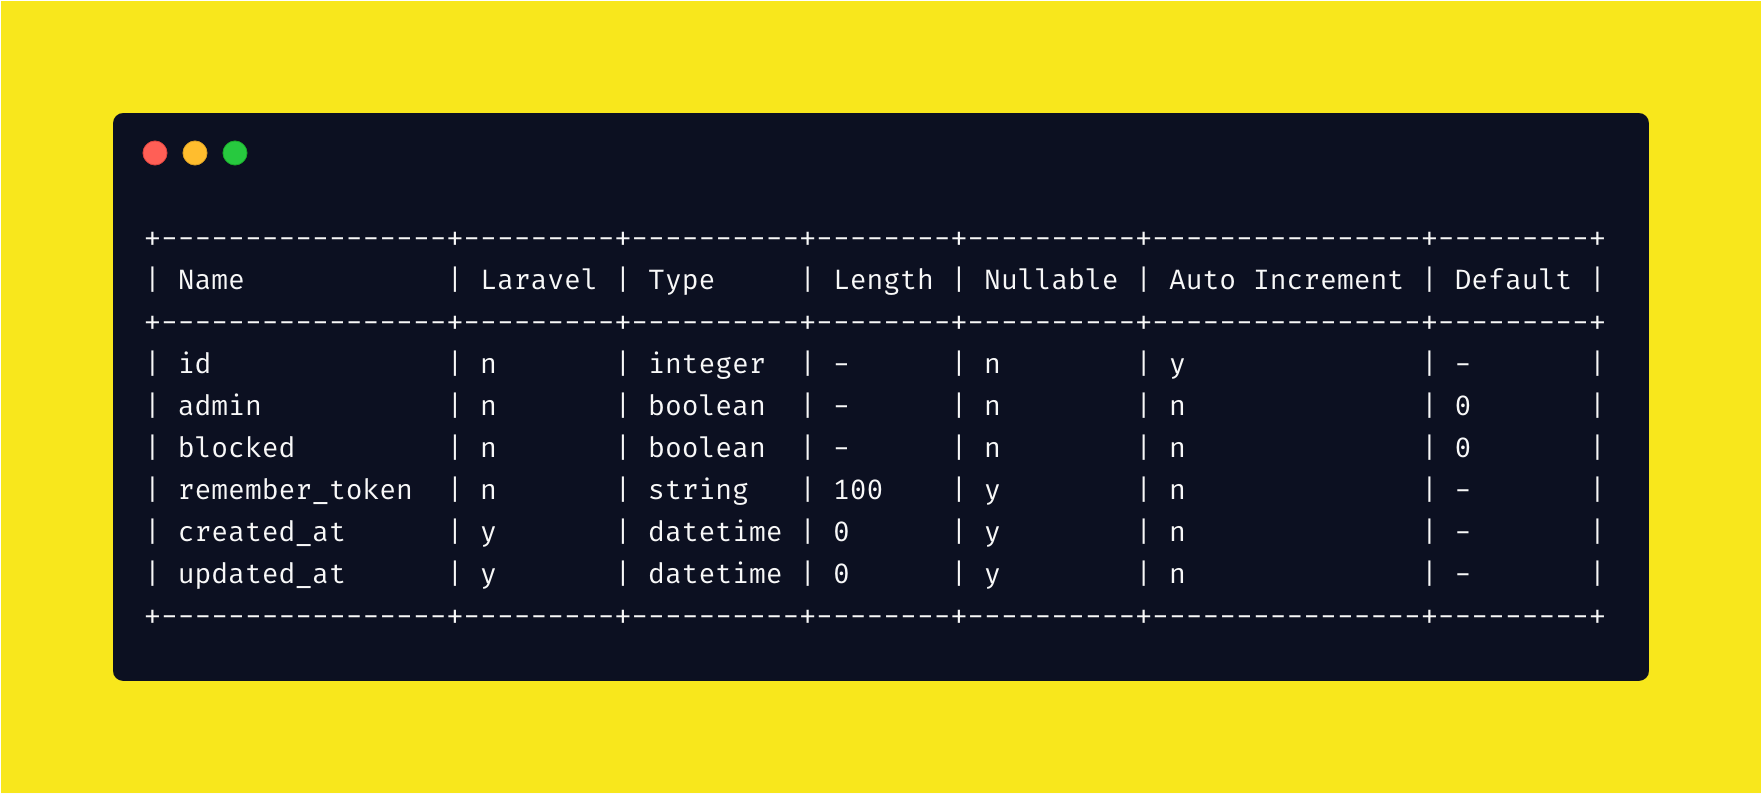 +-----------------+---------+----------+--------+----------+---------------+---------+
| Name            | Laravel | Type     | Length | Nullable | Auto Increment | Default |
+-----------------+---------+----------+--------+----------+---------------+---------+
| id              | n       | integer  | -      | n        | y             | -       |
| admin           | n       | boolean  | -      | n        | n             | 0       |
| blocked         | n       | boolean  | -      | n        | n             | 0       |
| remember_token  | n       | string   | 100    | y        | n             | -       |
| created_at      | y       | datetime | 0      | y        | n             | -       |
| updated_at      | y       | datetime | 0      | y        | n             | -       |
+-----------------+---------+----------+--------+----------+---------------+---------+